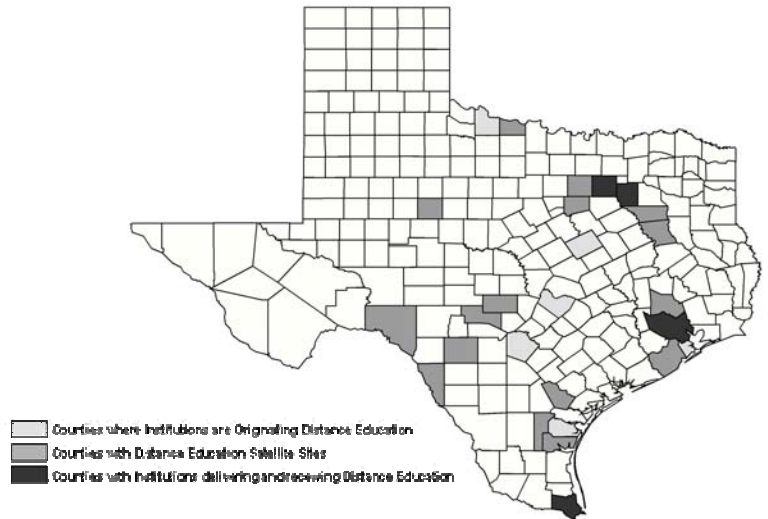 Counties where Institutions are Originating Distance Education
Counties with Distance Education Satellite Sites
Counties with Institutions delivering and receiving Distance Education